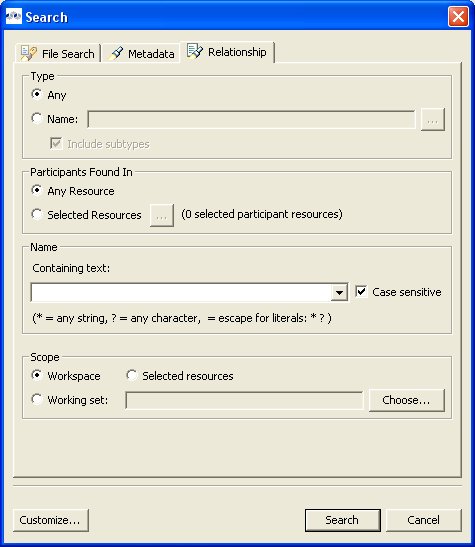 Search
File Search Metadata Relationship
Type
Any
Name: ...
Include subtypes
Participants Found In
Any Resource
Selected Resources ... (0 selected participant resources)
Name
Containing text:
Case sensitive
(* = any string, ? = any character,  = escape for literals: * ? )
Scope
Workspace Selected resources
Working set: Choose...
Customize... Search Cancel